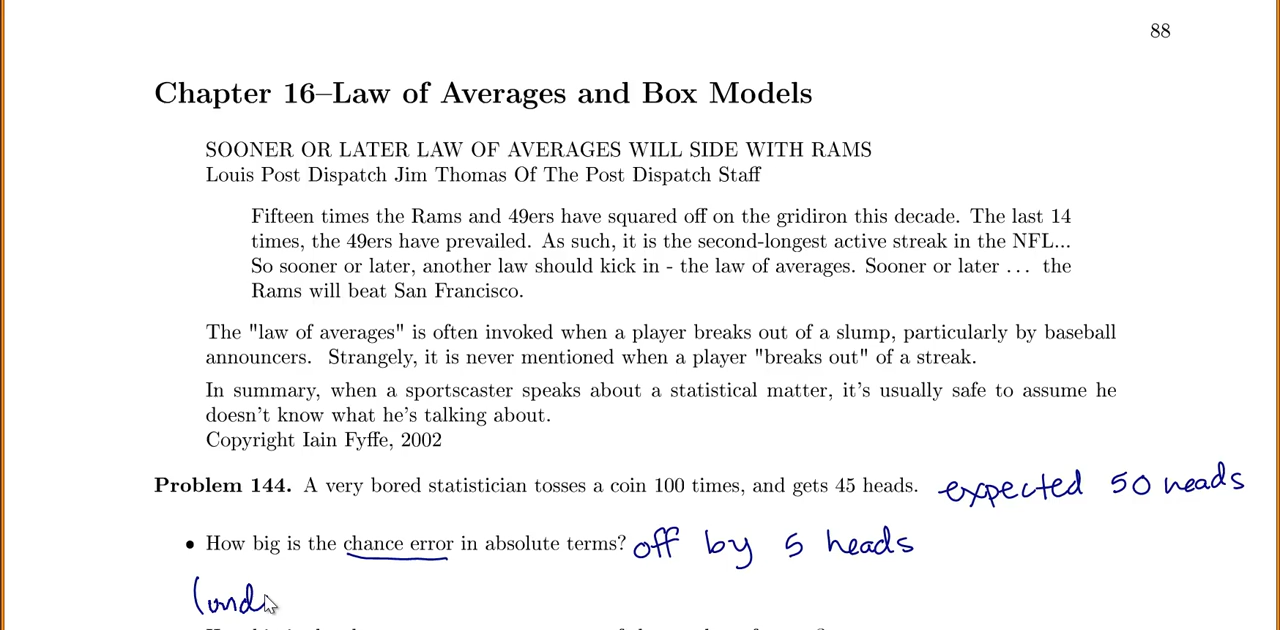 88
Chapter 16–Law of Averages and Box Models
SOONER OR LATER LAW OF AVERAGES WILL SIDE WITH RAMS
Louis Post Dispatch Jim Thomas Of The Post Dispatch Staff
Fifteen times the Rams and 49ers have squared off on the gridiron this decade. The last 14
times, the 49ers have prevailed. As such, it is the second-longest active streak in the NFL...
So sooner or later, another law should kick in - the law of averages. Sooner or later ... the
Rams will beat San Francisco.
The "law of averages" is often invoked when a player breaks out of a slump, particularly by baseball
announcers. Strangely, it is never mentioned when a player "breaks out" of a streak.
In summary, when a sportscaster speaks about a statistical matter, it's usually safe to assume he
doesn't know what he's talking about.
Copyright Iain Fyffe, 2002
Problem 144. A very bored statistician tosses a coin 100 times, and gets 45 heads. expected 50 heads
• How big is the chance error in absolute terms? off by 5 heads
(und